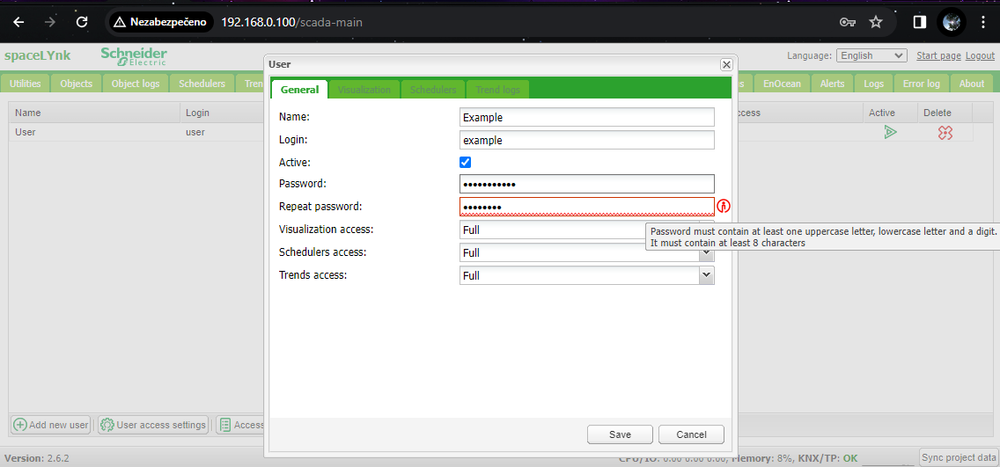 Nezabezpečeno 192.168.0.100/scada-main
spaceLYnk Schneider Electric
Language: English Start page Logout
User
Utilities Objects Object logs Schedulers Tren EnOcean Alerts Logs Error log About
General Visualization Schedulers Trend logs
Name Login ccess Active Delete
User user
Name: Example
Login: example
Active:
Password: •••••••••••
Repeat password: ••••••••
Visualization access: Full
Password must contain at least one uppercase letter, lowercase letter and a digit.
It must contain at least 8 characters
Schedulers access: Full
Trends access: Full
Add new user User access settings Access
Save Cancel
Version: 2.6.2 CPU/IO: 0.00 0.00 0.00, Memory: 8%, KNX/TP: OK Sync project data